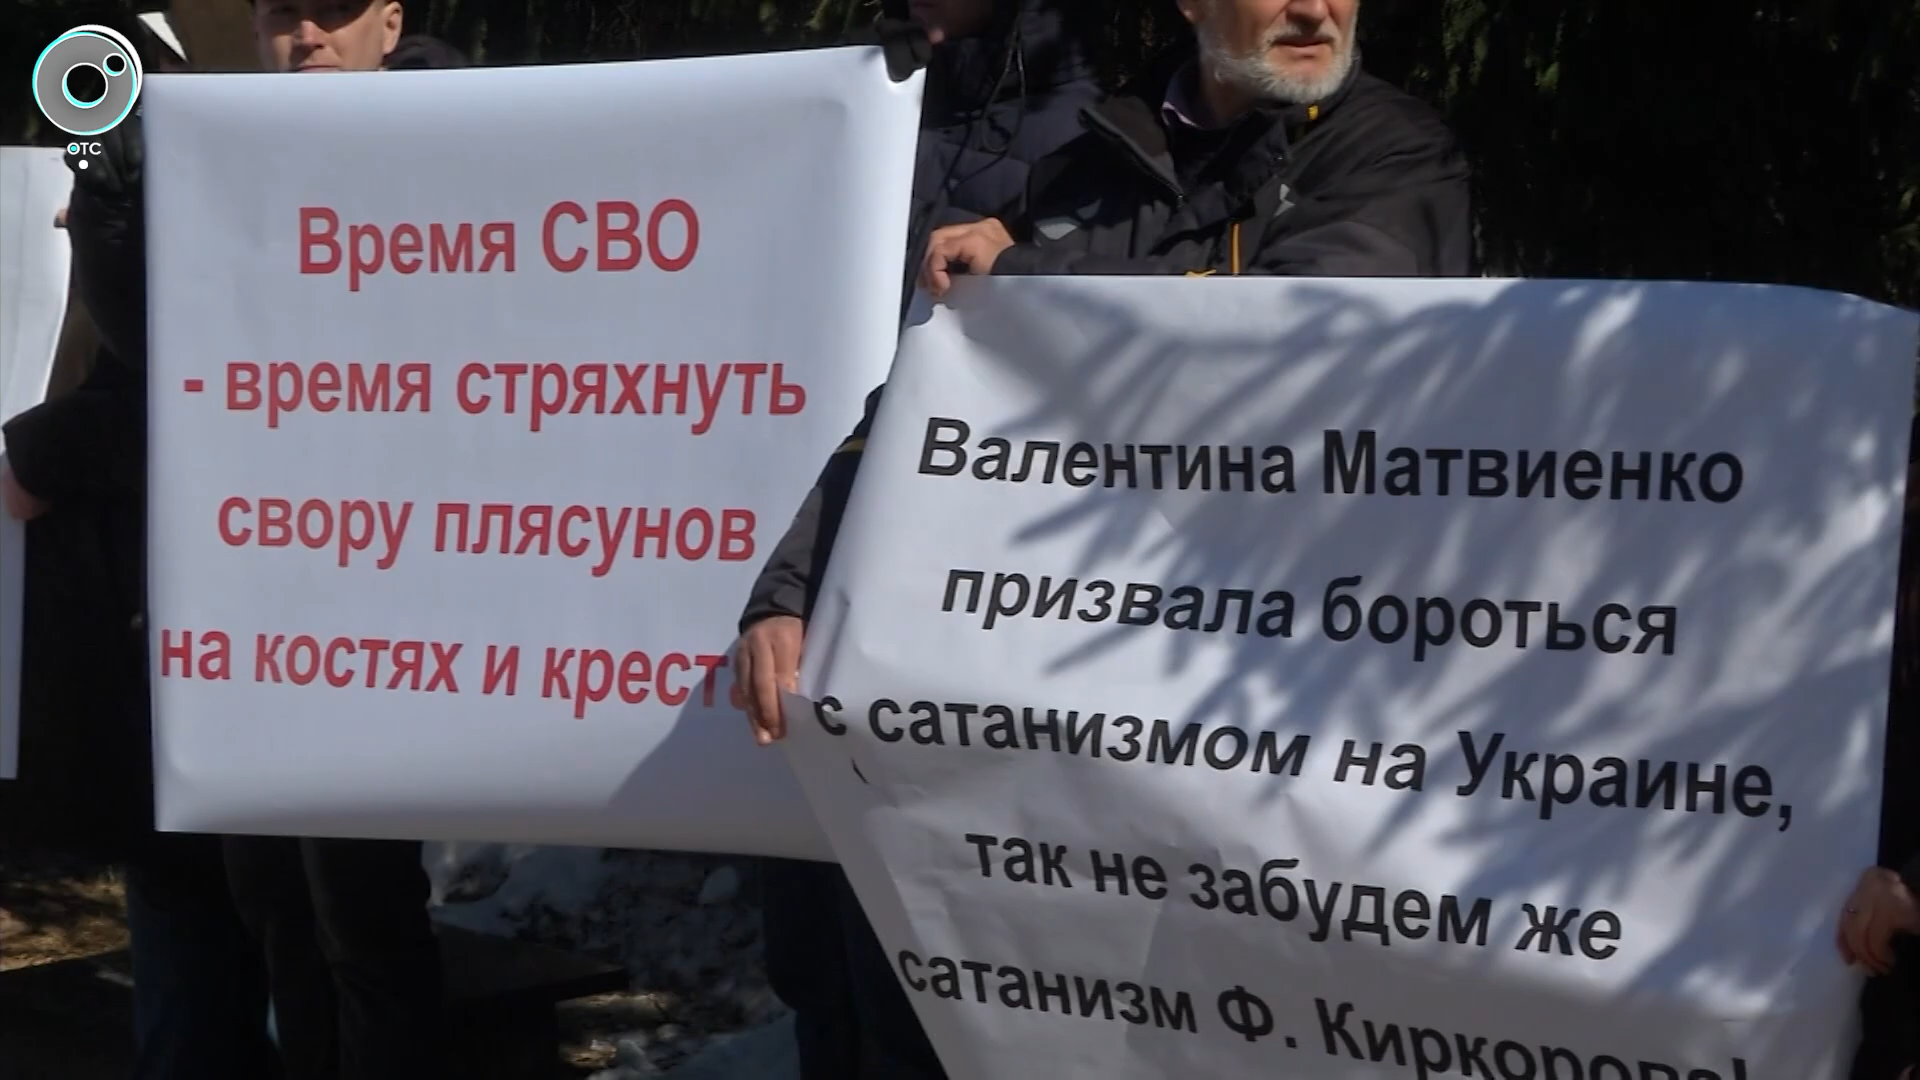 ОТС
Время СВО
- время стряхнуть
свору плясунов
на костях и
Валентина Матвиенко
призвала бороться
с сатанизмом на Украине,
так не забудем же
сатанизм Ф. Киркорова!